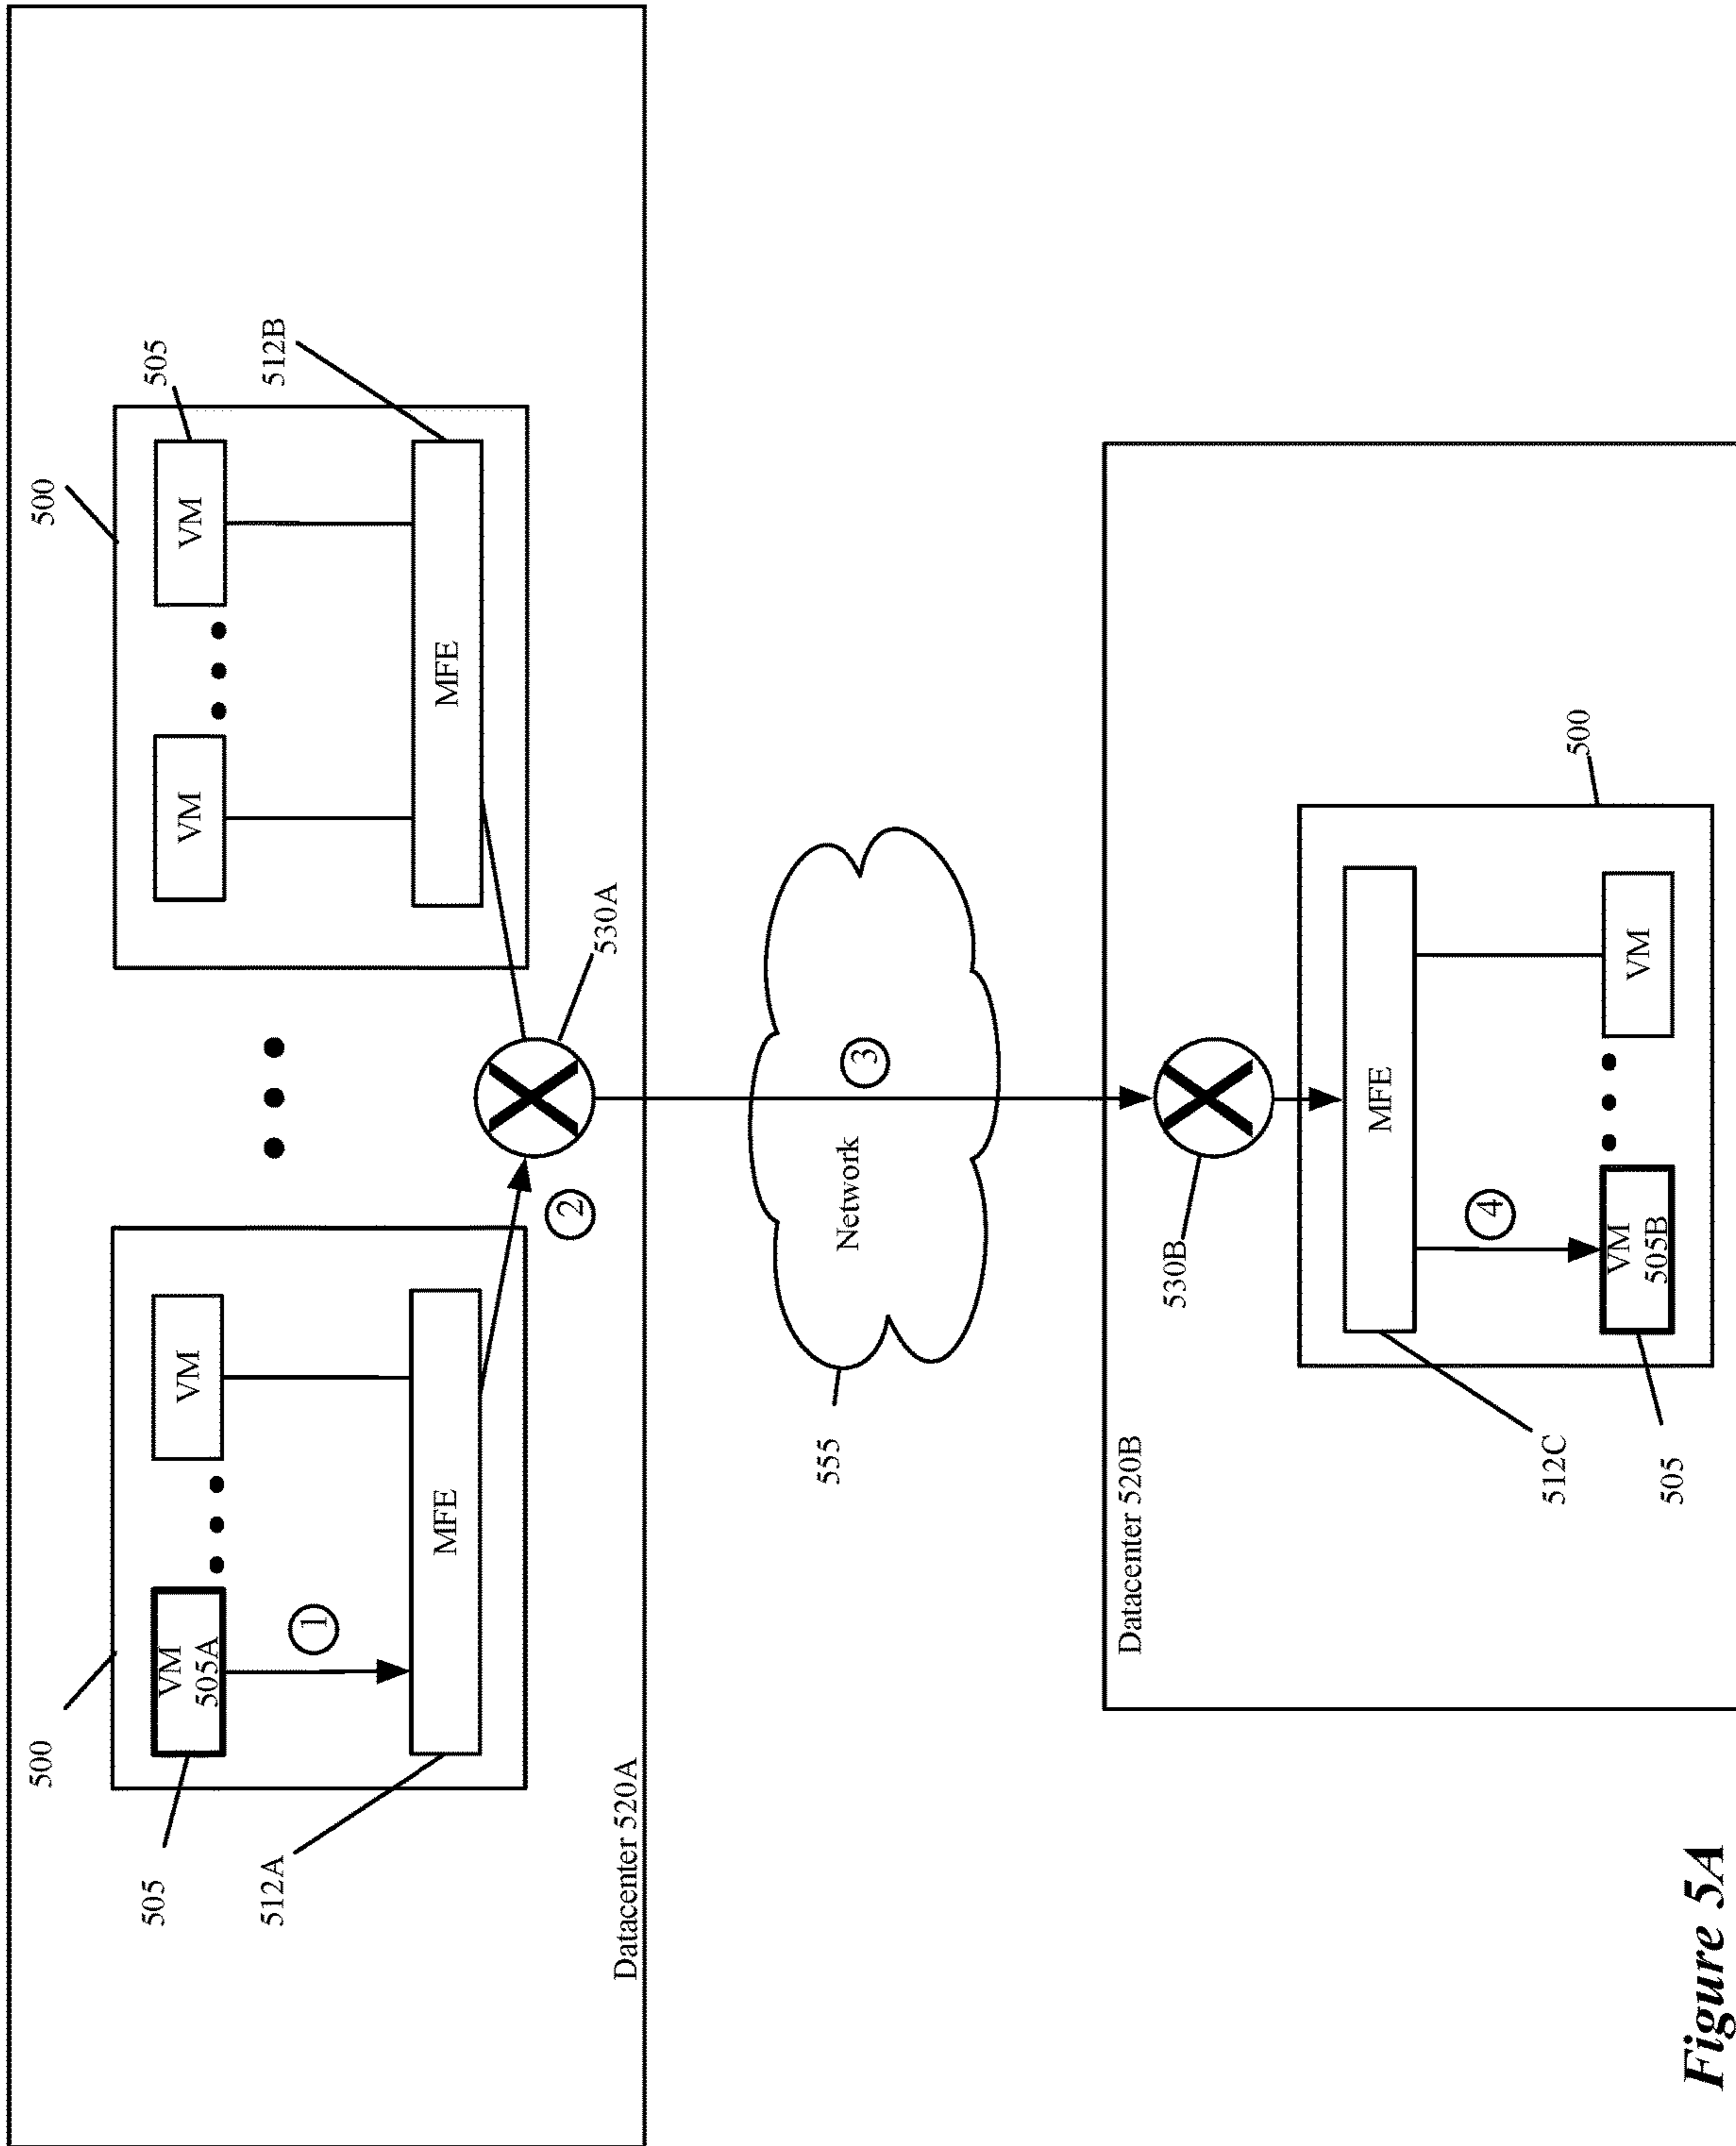 500
500
505
505
VM
505A
VM
VM
VM
512A
512B
1
MFE
MFE
2
530A
Datacenter 520A
555
Network
3
Datacenter 520B
530B
MFE
4
512C
500
VM
505B
VM
505
Figure 5A